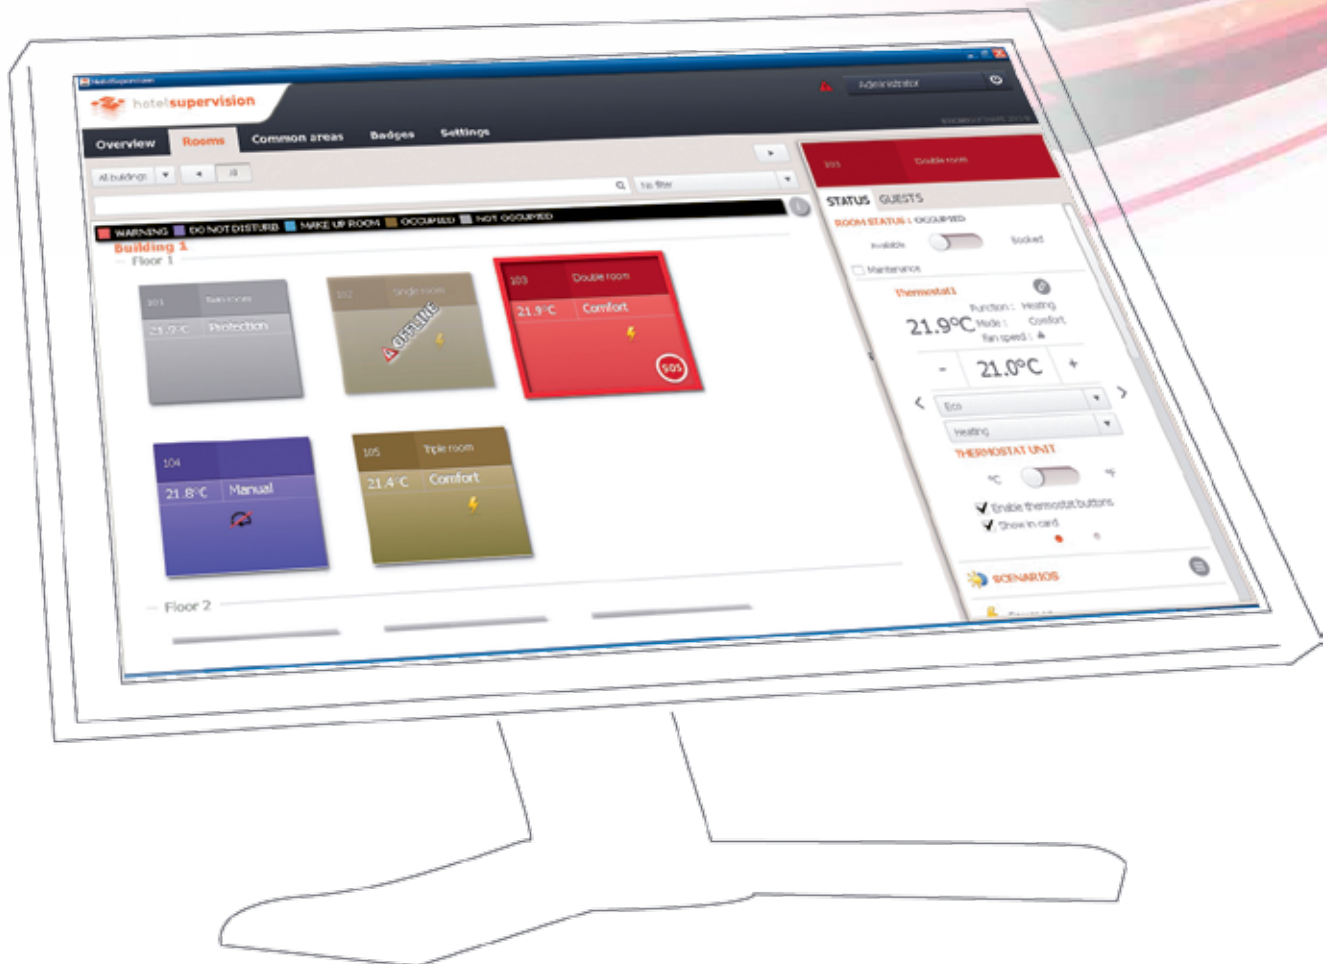 hotelsupervision
Administrator
Overview Rooms Common areas Badges Settings
All buildings
No filter
WARNING DO NOT DISTURB MAKE UP ROOM OCCUPIED NOT OCCUPIED
Building 1
Floor 1
101 Twin room
21.9°C Protection
102 Single room
OFFLINE
103 Double room
21.9°C Comfort
SOS
104
21.8°C Manual
105 Triple room
21.4°C Comfort
Floor 2
103 Double room
STATUS GUESTS
ROOM STATUS : OCCUPIED
Available Booked
Maintenance
Thermostat1
Function : Heating
21.9°C Mode : Comfort
Fan speed :
- 21.0°C +
Eco
Heating
THERMOSTAT UNIT
°C °F
Enable thermostat buttons
Show in card
SCENARIOS